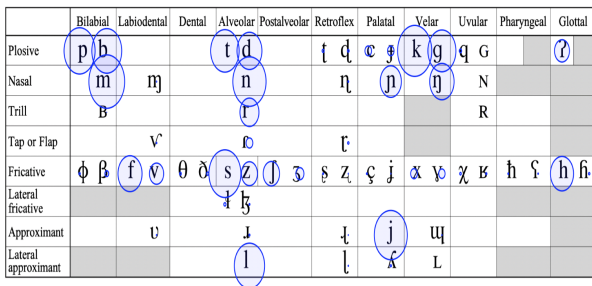 Bilabial Labiodental Dental Alveolar Postalveolar Retroflex Palatal Velar Uvular Pharyngeal Glottal
Plosive p b t d ʈ ɖ c ɟ k ɡ q ɢ ʔ
Nasal m ɱ n ɳ ɲ ŋ ɴ
Trill ʙ r ʀ
Tap or Flap ⱱ ɾ ɽ
Fricative ɸ β f v θ ð s z ʃ ʒ ʂ ʐ ç ʝ x ɣ χ ʁ ħ ʕ h ɦ
Lateral
fricative ɬ ɮ
Approximant ʋ ɹ ɻ j ɰ
Lateral
approximant l ɭ ʎ ʟ